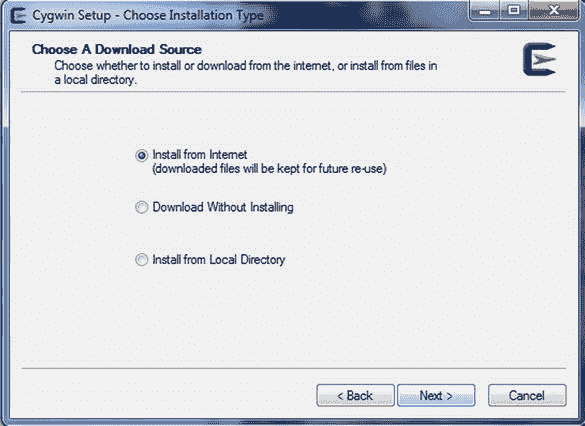 Cygwin Setup - Choose Installation Type
Choose A Download Source
Choose whether to install or download from the internet, or install from files in
a local directory.
Install from Internet
(downloaded files will be kept for future re-use)
Download Without Installing
Install from Local Directory
< Back
Next >
Cancel